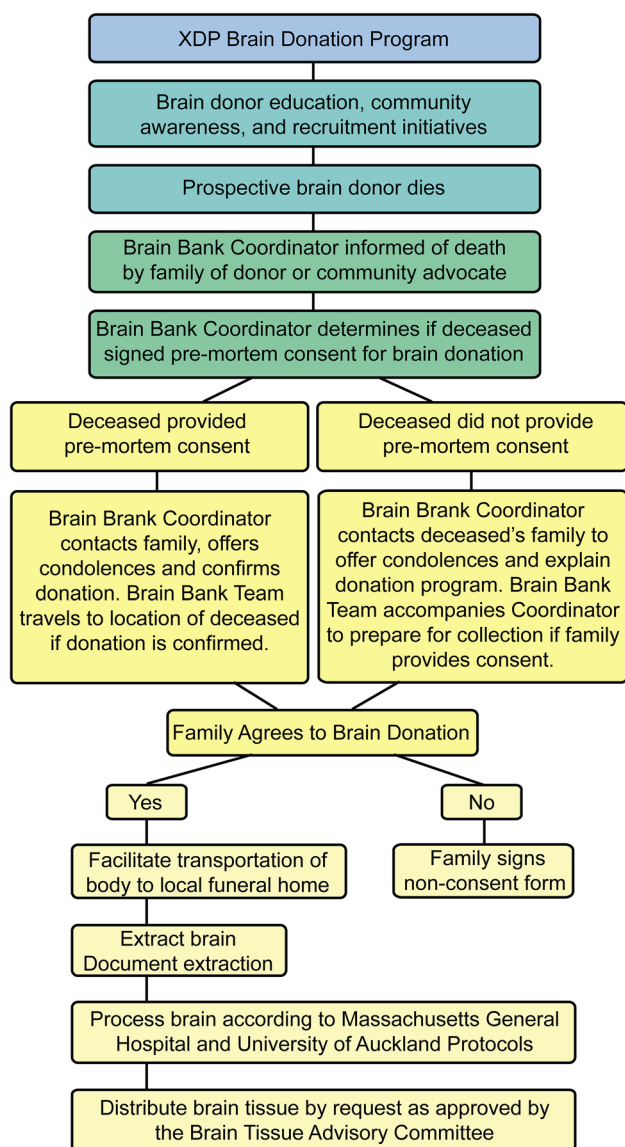 XDP Brain Donation Program
Brain donor education, community
awareness, and recruitment initiatives
Prospective brain donor dies
Brain Bank Coordinator informed of death
by family of donor or community advocate
Brain Bank Coordinator determines if deceased
signed pre-mortem consent for brain donation
Deceased provided
pre-mortem consent
Deceased did not provide
pre-mortem consent
Brain Brank Coordinator
contacts family, offers
condolences and confirms
donation. Brain Bank Team
travels to location of deceased
if donation is confirmed.
Brain Brank Coordinator
contacts deceased’s family to
offer condolences and explain
donation program. Brain Bank
Team accompanies Coordinator
to prepare for collection if family
provides consent.
Family Agrees to Brain Donation
Yes
No
Facilitate transportation of
body to local funeral home
Family signs
non-consent form
Extract brain
Document extraction
Process brain according to Massachusetts General
Hospital and University of Auckland Protocols
Distribute brain tissue by request as approved by
the Brain Tissue Advisory Committee